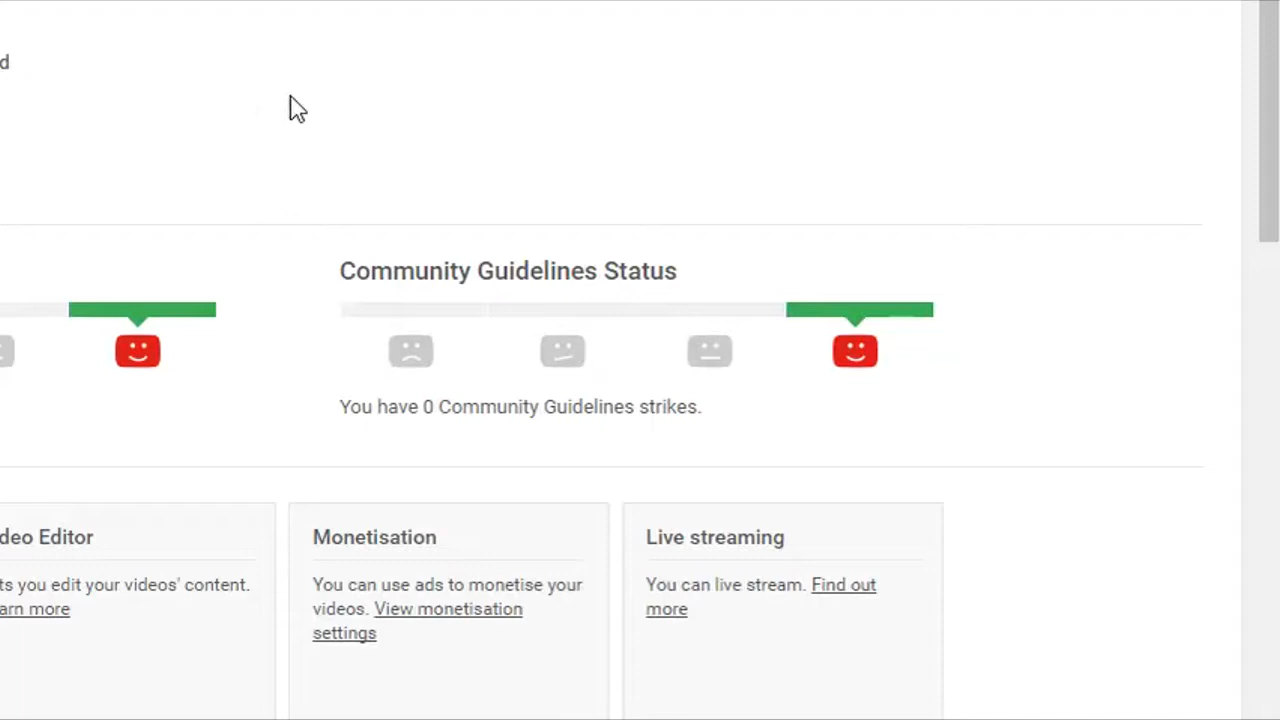 d
Community Guidelines Status
You have 0 Community Guidelines strikes.
deo Editor
ts you edit your videos' content.
arn more
Monetisation
You can use ads to monetise your
videos. View monetisation
settings
Live streaming
You can live stream. Find out
more